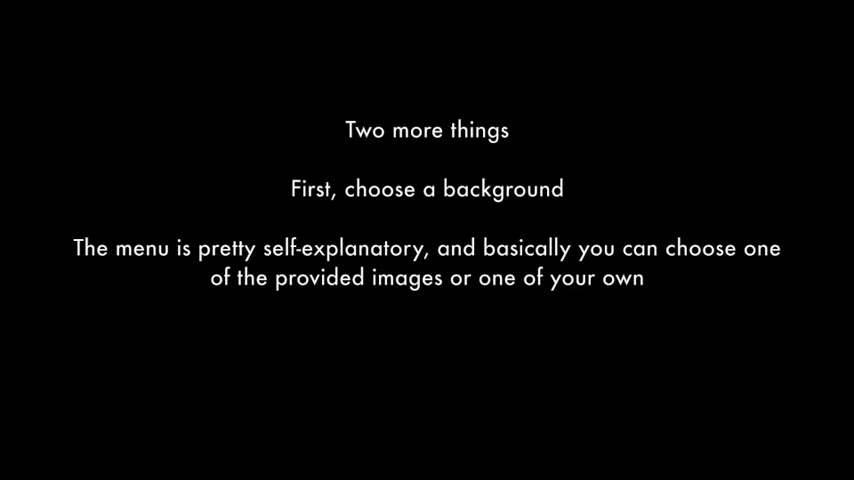 Two more things
First, choose a background
The menu is pretty self-explanatory, and basically you can choose one
of the provided images or one of your own